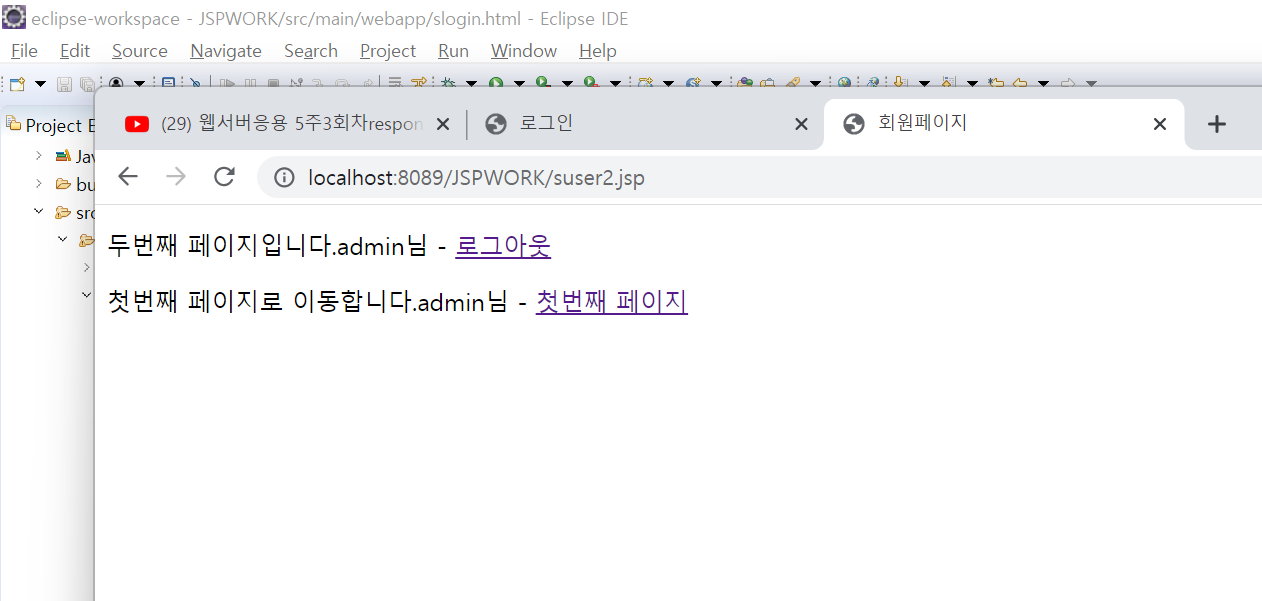 eclipse-workspace - JSPWORK/src/main/webapp/slogin.html - Eclipse IDE
File Edit Source Navigate Search Project Run Window Help
(29) 웹서버응용 5주3회차respon
로그인
회원페이지
Project E
localhost:8089/JSPWORK/suser2.jsp
Jav
bu
src
두번째 페이지입니다.admin님 - 로그아웃
첫번째 페이지로 이동합니다.admin님 - 첫번째 페이지